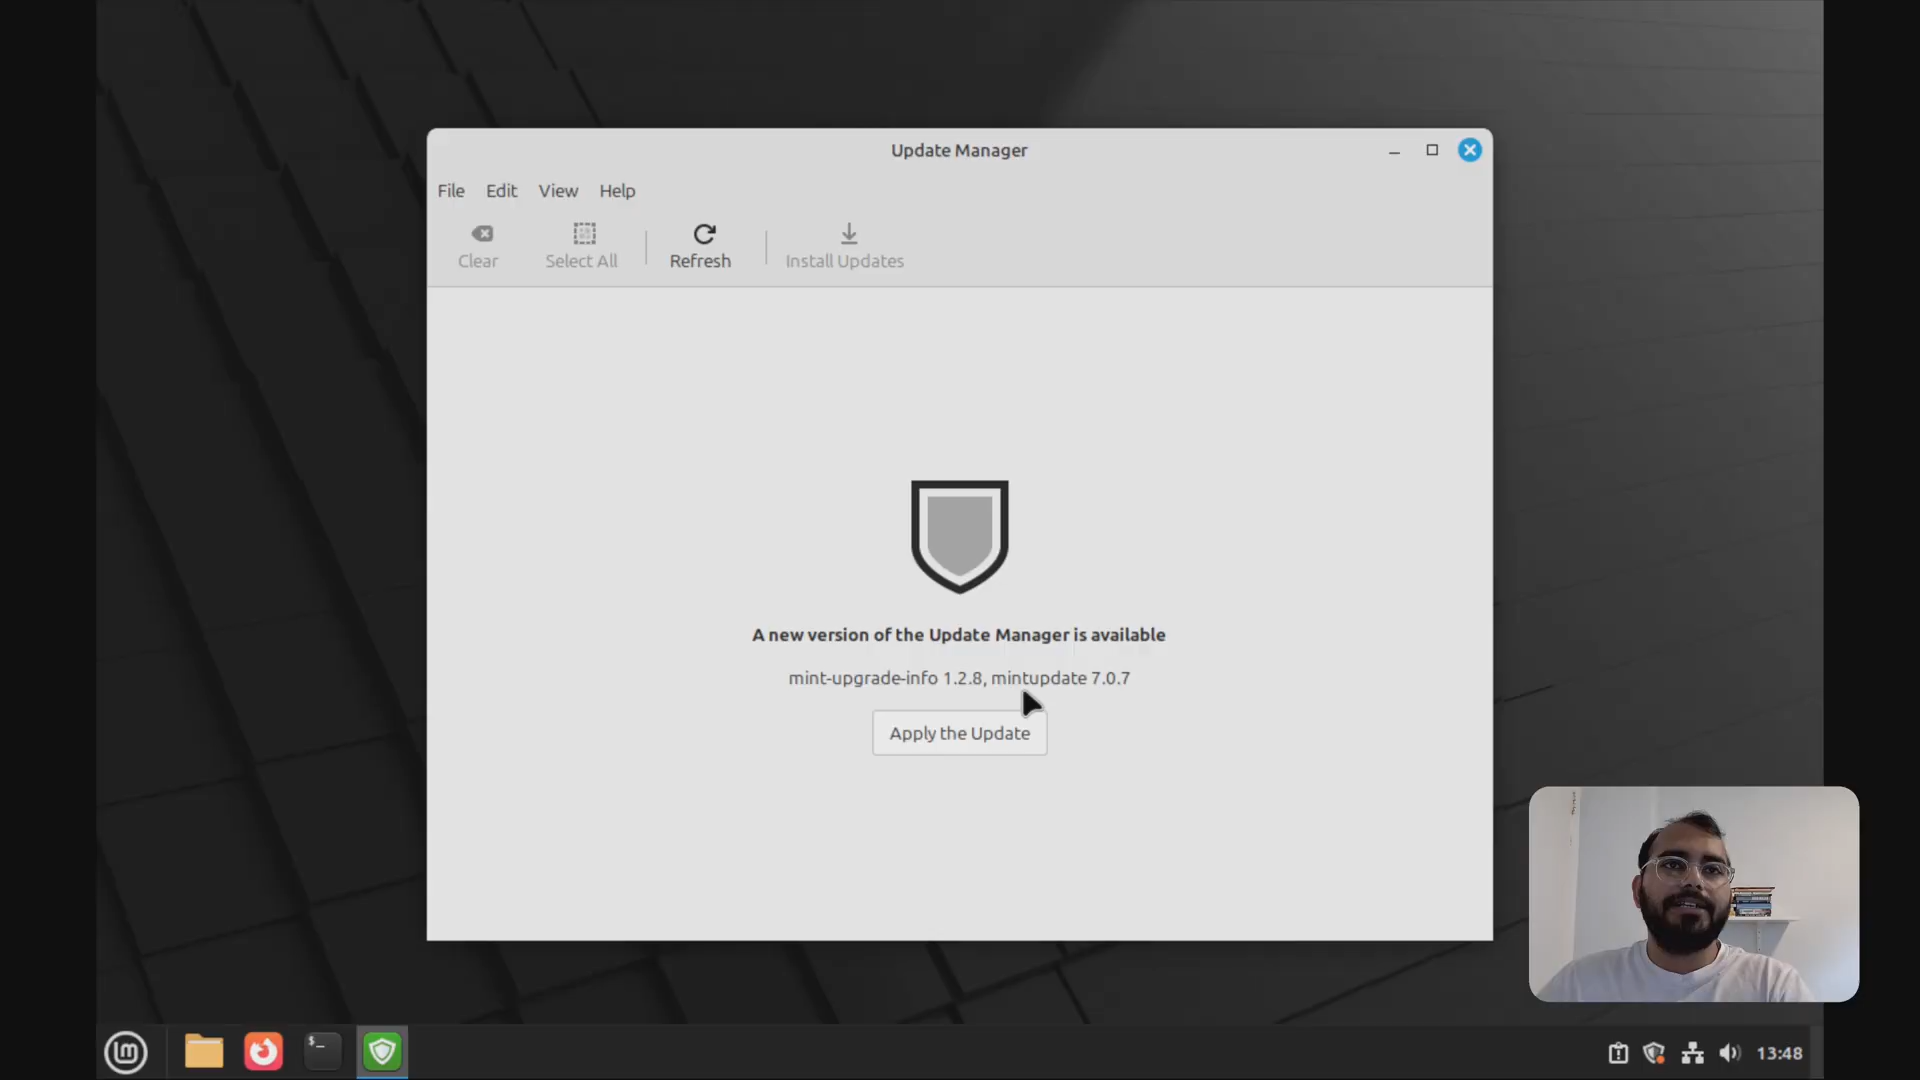 Update Manager
File Edit View Help
Clear Select All Refresh Install Updates
A new version of the Update Manager is available
mint-upgrade-info 1.2.8, mintupdate 7.0.7
Apply the Update
$_
13:48